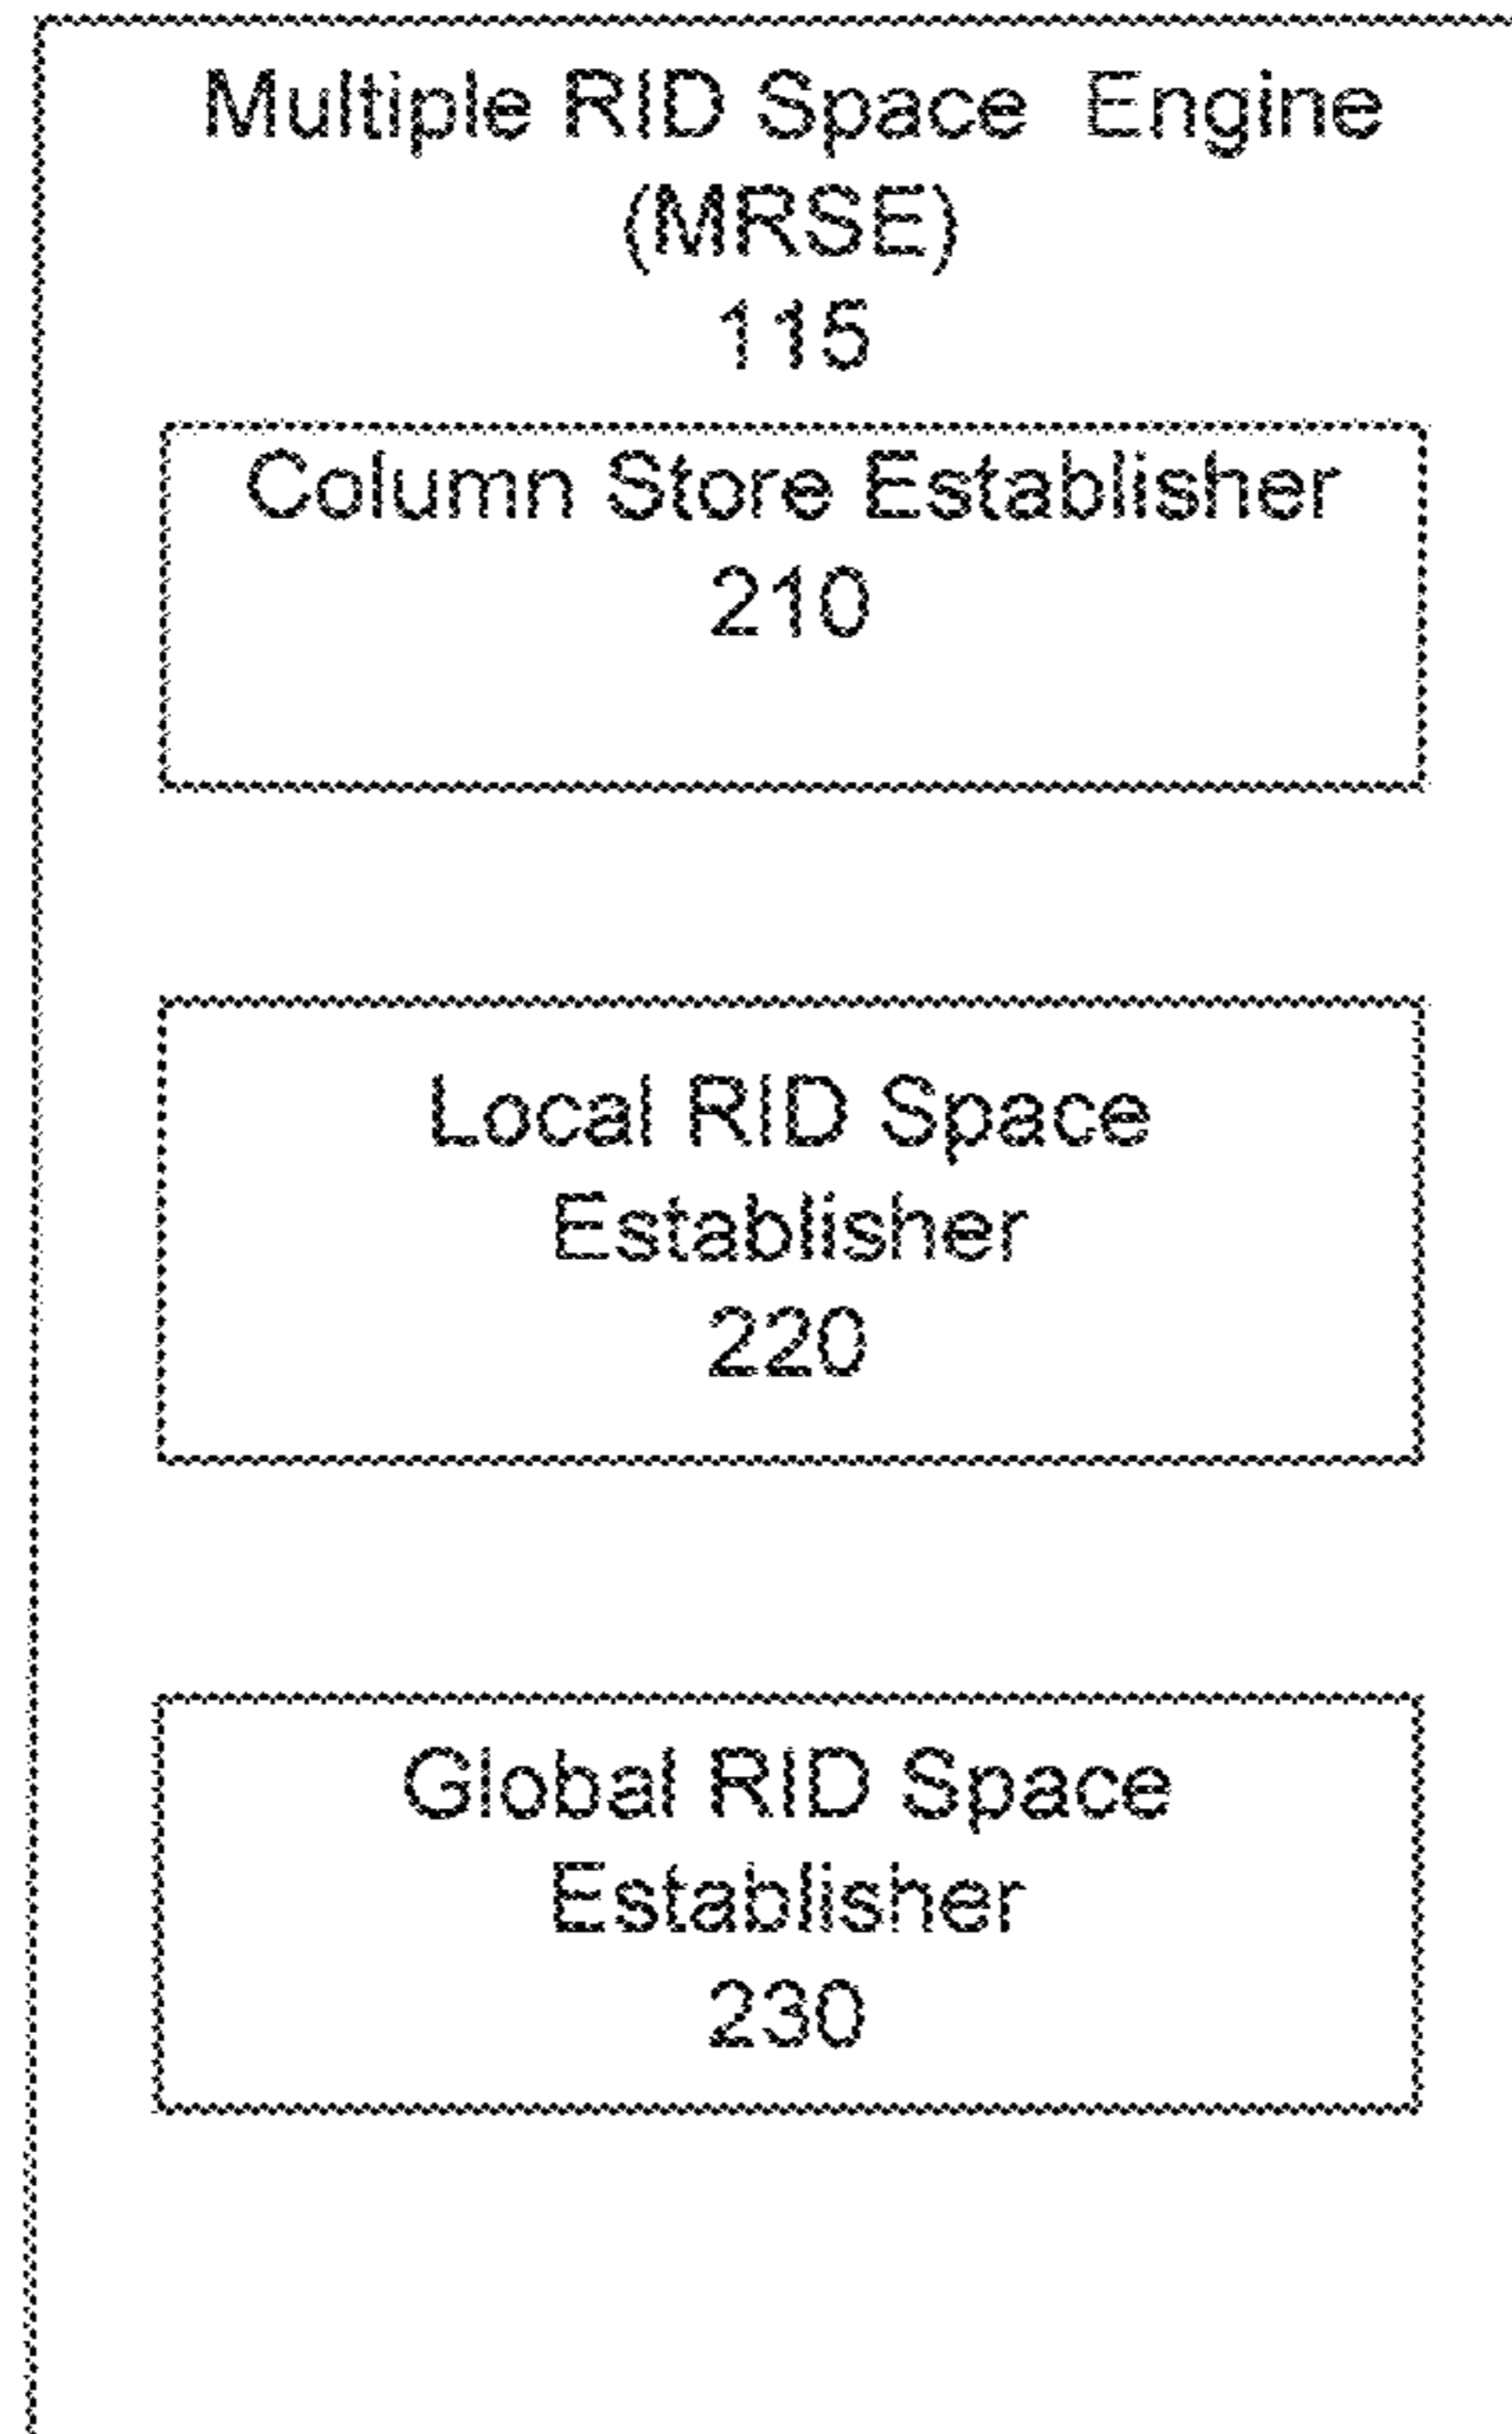 Multiple RID Space Engine
(MRSE)
115
Column Store Establisher
210
Local RID Space
Establisher
220
Global RID Space
Establisher
230